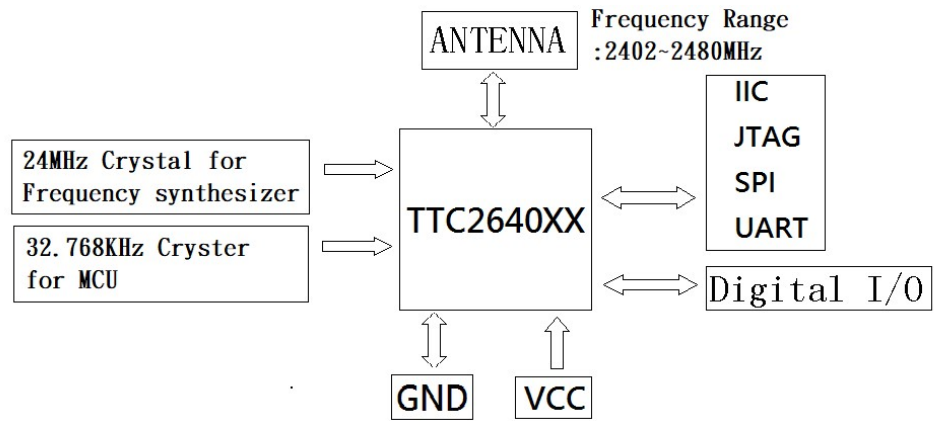 ANTENNA
Frequency Range
:2402~2480MHz
IIC
JTAG
SPI
UART
24MHz Crystal for
Frequency synthesizer
TTC2640XX
32.768KHz Cryster
for MCU
Digital I/O
GND
VCC